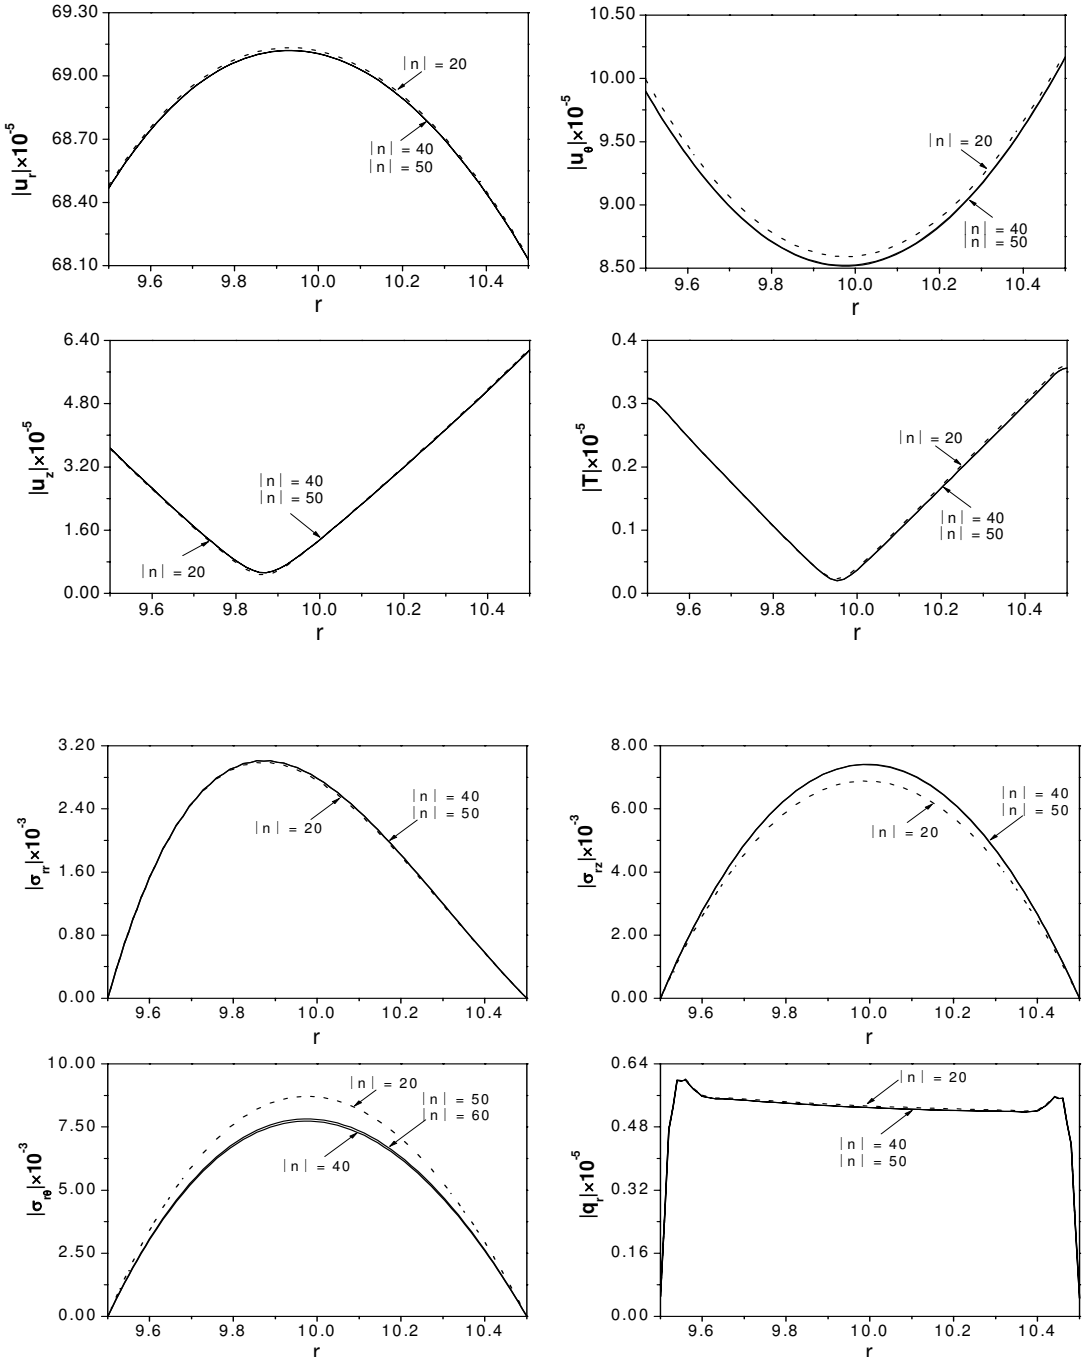 69.30
69.00
68.70
68.40
68.10
|u_r|×10^-5
|n| = 20
|n| = 40
|n| = 50
9.6 9.8 10.0 10.2 10.4
r
10.50
10.00
9.50
9.00
8.50
|u_θ|×10^-5
|n| = 20
|n| = 40
|n| = 50
9.6 9.8 10.0 10.2 10.4
r
6.40
4.80
3.20
1.60
0.00
|u_z|×10^-5
|n| = 40
|n| = 50
|n| = 20
9.6 9.8 10.0 10.2 10.4
r
0.4
0.3
0.2
0.1
0.0
|T|×10^-5
|n| = 20
|n| = 40
|n| = 50
9.6 9.8 10.0 10.2 10.4
r
3.20
2.40
1.60
0.80
0.00
|σ_rr|×10^-3
|n| = 40
|n| = 50
|n| = 20
9.6 9.8 10.0 10.2 10.4
r
8.00
6.00
4.00
2.00
0.00
|σ_rz|×10^-3
|n| = 40
|n| = 50
|n| = 20
9.6 9.8 10.0 10.2 10.4
r
10.00
7.50
5.00
2.50
0.00
|σ_rθ|×10^-3
|n| = 20
|n| = 50
|n| = 60
|n| = 40
9.6 9.8 10.0 10.2 10.4
r
0.64
0.48
0.32
0.16
0.00
|q_r|×10^-5
|n| = 20
|n| = 40
|n| = 50
9.6 9.8 10.0 10.2 10.4
r